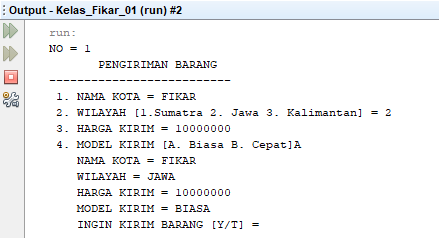 Output - Kelas_Fikar_01 (run) #2
run:
NO = 1
PENGIRIMAN BARANG
--------------------------
1. NAMA KOTA = FIKAR
2. WILAYAH [1.Sumatra 2. Jawa 3. Kalimantan] = 2
3. HARGA KIRIM = 10000000
4. MODEL KIRIM [A. Biasa B. Cepat]A
NAMA KOTA = FIKAR
WILAYAH = JAWA
HARGA KIRIM = 10000000
MODEL KIRIM = BIASA
INGIN KIRIM BARANG [Y/T] =